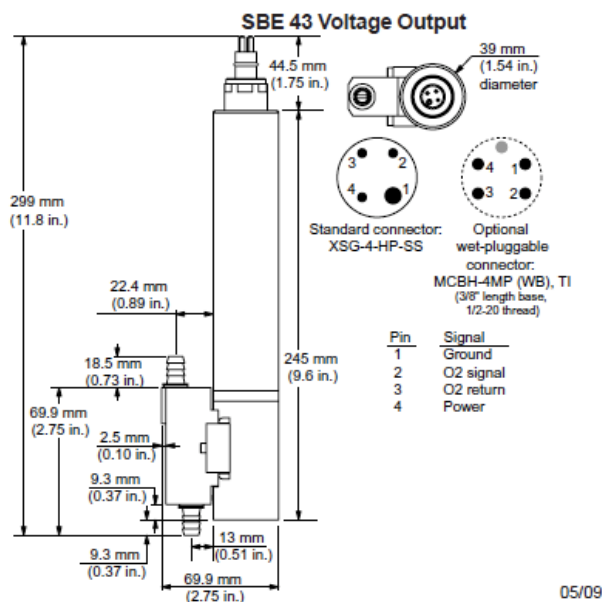 SBE 43 Voltage Output
39 mm
(1.54 in.)
diameter
44.5 mm
(1.75 in.)
299 mm
(11.8 in.)
3
2
4
1
4
1
3
2
Standard connector:
XSG-4-HP-SS
Optional
wet-pluggable
connector:
MCBH-4MP (WB), TI
(3/8" length base,
1/2-20 thread)
22.4 mm
(0.89 in.)
Pin Signal
1 Ground
2 O2 signal
3 O2 return
4 Power
18.5 mm
(0.73 in.)
245 mm
(9.6 in.)
69.9 mm
(2.75 in.)
2.5 mm
(0.10 in.)
9.3 mm
(0.37 in.)
13 mm
(0.51 in.)
9.3 mm
(0.37 in.)
69.9 mm
(2.75 in.)
05/09